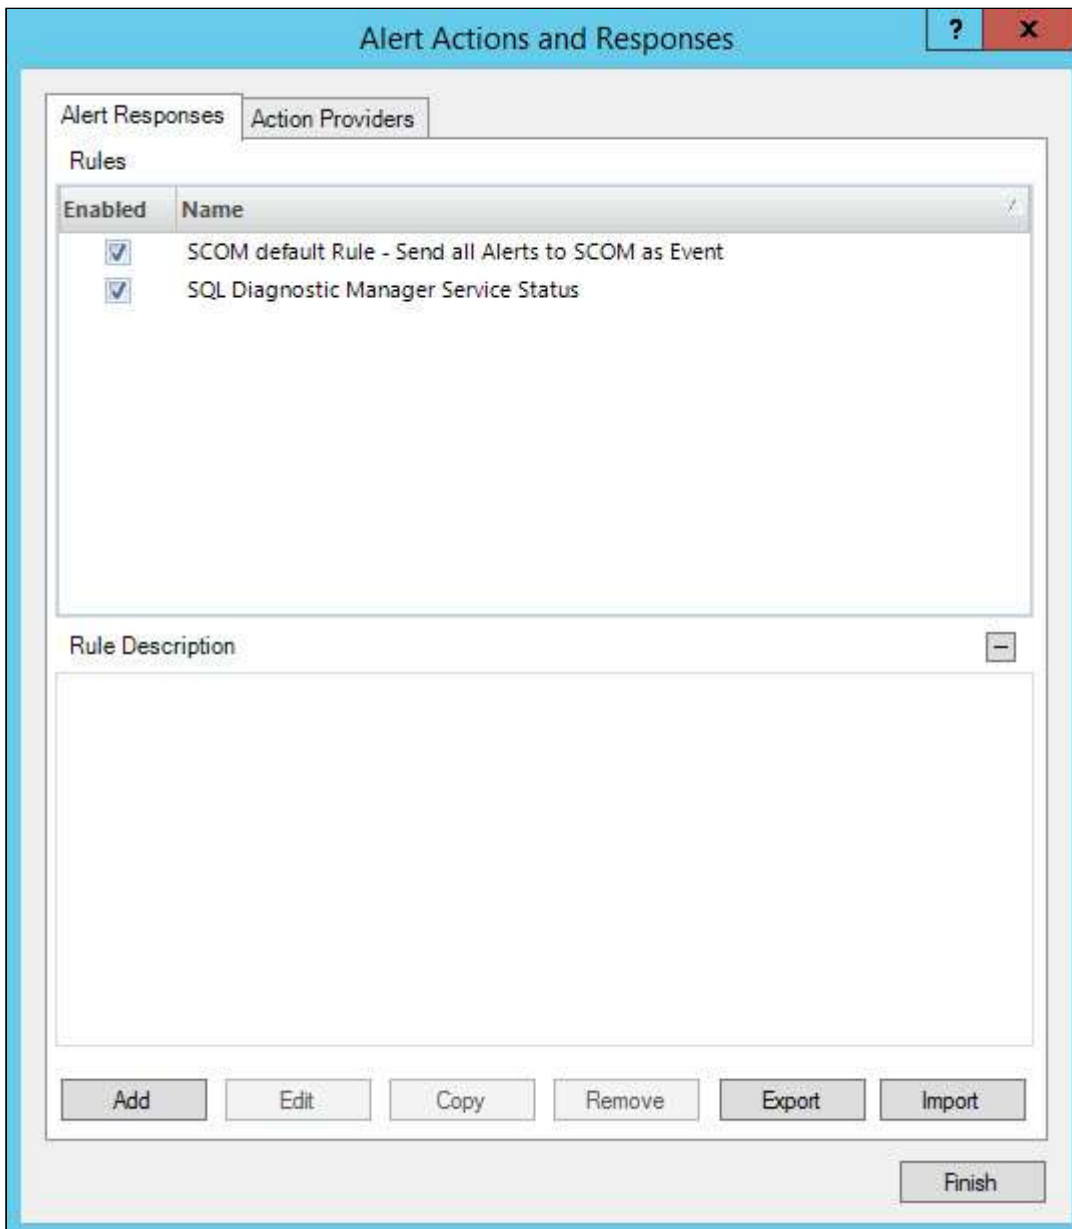 Alert Actions and Responses ? x
Alert Responses Action Providers
Rules
Enabled Name
SCOM default Rule - Send all Alerts to SCOM as Event
SQL Diagnostic Manager Service Status
Rule Description
Add Edit Copy Remove Export Import
Finish